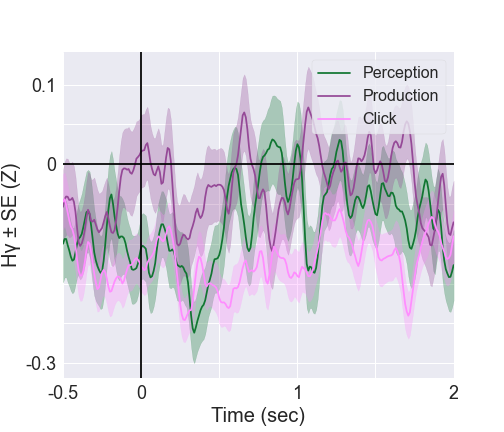 Perception
Production
Click
0.1
0
-0.3
Hγ ± SE (Z)
-0.5
0
1
2
Time (sec)